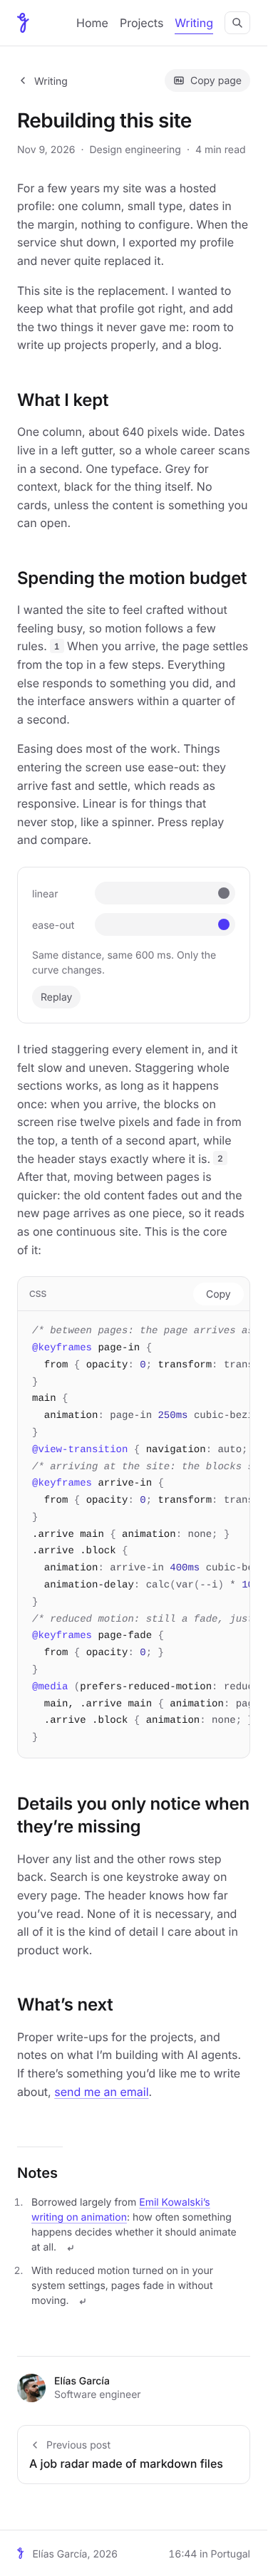 Home Projects Writing
Writing
Copy page
Rebuilding this site
Nov 9, 2026 · Design engineering · 4 min read
For a few years my site was a hosted
profile: one column, small type, dates in
the margin, nothing to configure. When the
service shut down, I exported my profile
and never quite replaced it.
This site is the replacement. I wanted to
keep what that profile got right, and add
the two things it never gave me: room to
write up projects properly, and a blog.
What I kept
One column, about 640 pixels wide. Dates
live in a left gutter, so a whole career scans
in a second. One typeface. Grey for
context, black for the thing itself. No
cards, unless the content is something you
can open.
Spending the motion budget
I wanted the site to feel crafted without
feeling busy, so motion follows a few
rules. 1 When you arrive, the page settles
from the top in a few steps. Everything
else responds to something you did, and
the interface answers within a quarter of
a second.
Easing does most of the work. Things
entering the screen use ease-out: they
arrive fast and settle, which reads as
responsive. Linear is for things that
never stop, like a spinner. Press replay
and compare.
linear
ease-out
Same distance, same 600 ms. Only the
curve changes.
Replay
I tried staggering every element in, and it
felt slow and uneven. Staggering whole
sections works, as long as it happens
once: when you arrive, the blocks on
screen rise twelve pixels and fade in from
the top, a tenth of a second apart, while
the header stays exactly where it is. 2
After that, moving between pages is
quicker: the old content fades out and the
new page arrives as one piece, so it reads
as one continuous site. This is the core
of it:
CSS
Copy
/* between pages: the page arrives as
@keyframes page-in {
from { opacity: 0; transform: trans
}
main {
animation: page-in 250ms cubic-bezi
}
@view-transition { navigation: auto;
/* arriving at the site: the blocks s
@keyframes arrive-in {
from { opacity: 0; transform: trans
}
.arrive main { animation: none; }
.arrive .block {
animation: arrive-in 400ms cubic-be
animation-delay: calc(var(--i) * 10
}
/* reduced motion: still a fade, just
@keyframes page-fade {
from { opacity: 0; }
}
@media (prefers-reduced-motion: reduc
main, .arrive main { animation: pag
.arrive .block { animation: none; }
}
Details you only notice when
they’re missing
Hover any list and the other rows step
back. Search is one keystroke away on
every page. The header knows how far
you’ve read. None of it is necessary, and
all of it is the kind of detail I care about in
product work.
What’s next
Proper write-ups for the projects, and
notes on what I’m building with AI agents.
If there’s something you’d like me to write
about, send me an email.
Notes
1. Borrowed largely from Emil Kowalski’s
writing on animation: how often something
happens decides whether it should animate
at all. ↩
2. With reduced motion turned on in your
system settings, pages fade in without
moving. ↩
Elías García
Software engineer
Previous post
A job radar made of markdown files
Elías García, 2026
16:44 in Portugal